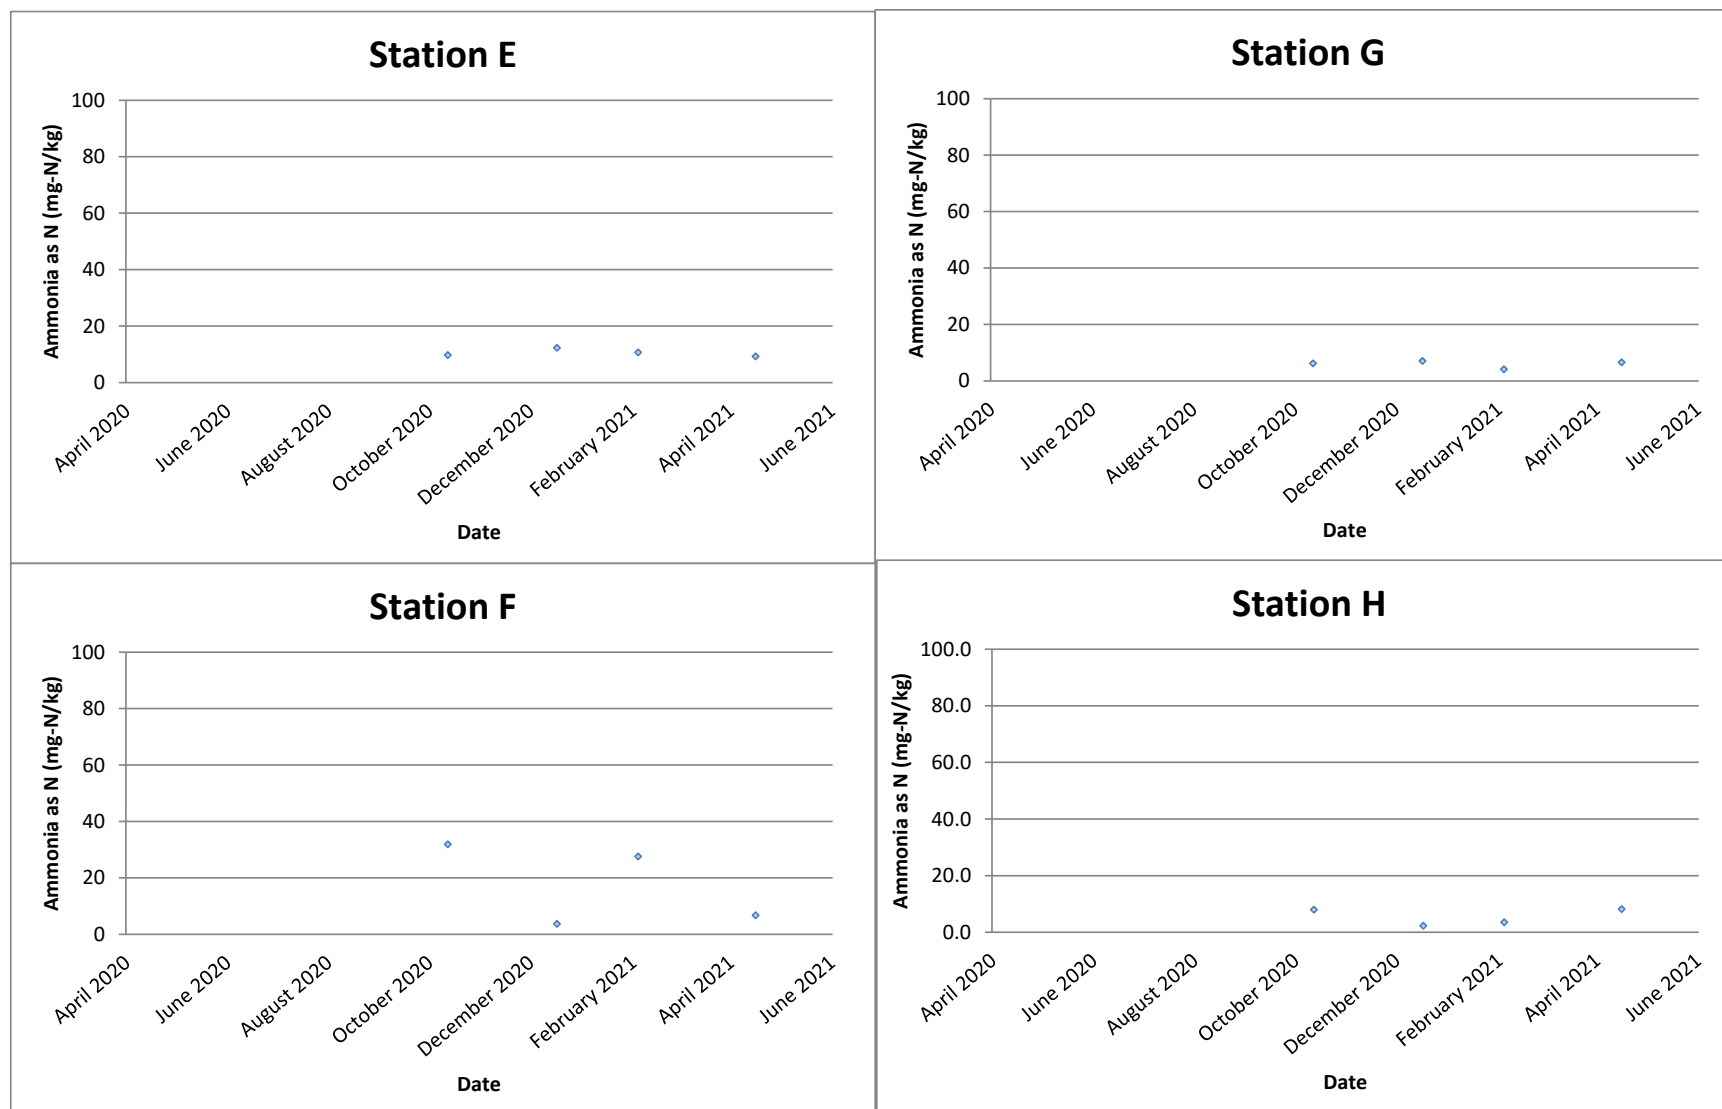 Station E
Ammonia as N (mg-N/kg)
100
80
60
40
20
0
April 2020
June 2020
August 2020
October 2020
December 2020
February 2021
April 2021
June 2021
Date
Station G
Ammonia as N (mg-N/kg)
100
80
60
40
20
0
April 2020
June 2020
August 2020
October 2020
December 2020
February 2021
April 2021
June 2021
Date
Station F
Ammonia as N (mg-N/kg)
100
80
60
40
20
0
April 2020
June 2020
August 2020
October 2020
December 2020
February 2021
April 2021
June 2021
Date
Station H
Ammonia as N (mg-N/kg)
100.0
80.0
60.0
40.0
20.0
0.0
April 2020
June 2020
August 2020
October 2020
December 2020
February 2021
April 2021
June 2021
Date